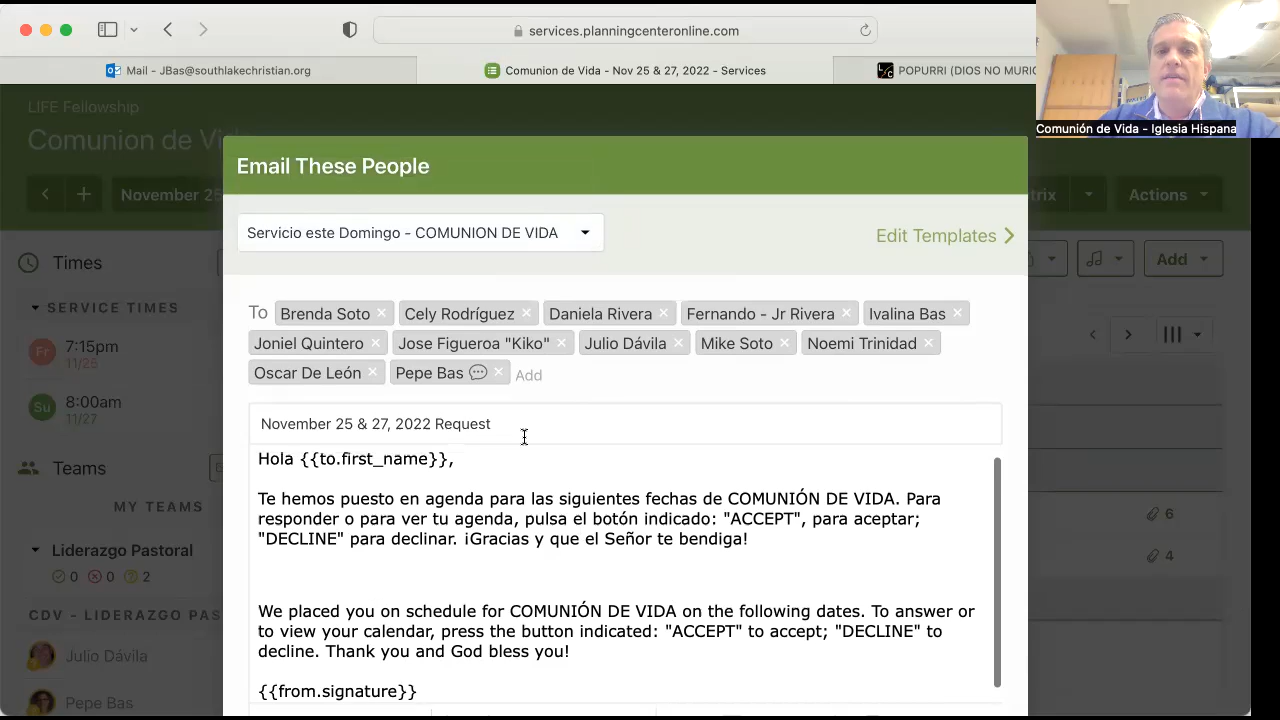 services.planningcenteronline.com
Mail - JBas@southlakechristian.org
Comunion de Vida - Nov 25 & 27, 2022 - Services
POPURRI (DIOS NO MURIO
Comunión de Vida - Iglesia Hispana
LIFE Fellowship
Comunion de Vida
November 25
trix
Actions
Email These People
Servicio este Domingo - COMUNION DE VIDA
Edit Templates
Times
Add
SERVICE TIMES
Fr
7:15pm
11/25
Su
8:00am
11/27
To Brenda Soto × Cely Rodríguez × Daniela Rivera × Fernando - Jr Rivera × Ivalina Bas ×
Joniel Quintero × Jose Figueroa "Kiko" × Julio Dávila × Mike Soto × Noemi Trinidad ×
Oscar De León × Pepe Bas × Add
November 25 & 27, 2022 Request
Hola {{to.first_name}},
Te hemos puesto en agenda para las siguientes fechas de COMUNIÓN DE VIDA. Para
responder o para ver tu agenda, pulsa el botón indicado: "ACCEPT", para aceptar;
"DECLINE" para declinar. ¡Gracias y que el Señor te bendiga!
We placed you on schedule for COMUNIÓN DE VIDA on the following dates. To answer or
to view your calendar, press the button indicated: "ACCEPT" to accept; "DECLINE" to
decline. Thank you and God bless you!
{{from.signature}}
Teams
MY TEAMS
Liderazgo Pastoral
0 0 2
CDV - LIDERAZGO PAS
Julio Dávila
Pepe Bas
6
4